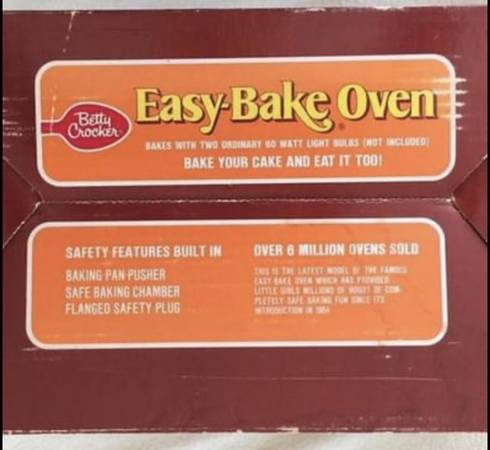 Betty
Crocker
Easy-Bake Oven
BAKES WITH TWO ORDINARY 60 WATT LIGHT BULBS (NOT INCLUDED)
BAKE YOUR CAKE AND EAT IT TOO!
SAFETY FEATURES BUILT IN
BAKING PAN PUSHER
SAFE BAKING CHAMBER
FLANGED SAFETY PLUG
OVER 6 MILLION OVENS SOLD
THIS IS THE LATEST MODEL OF THE FAMOUS
EASY BAKE OVEN WHICH HAS PROVIDED
LITTLE GIRLS MILLIONS OF HOURS OF COM-
PLETELY SAFE BAKING FUN SINCE ITS
INTRODUCTION IN